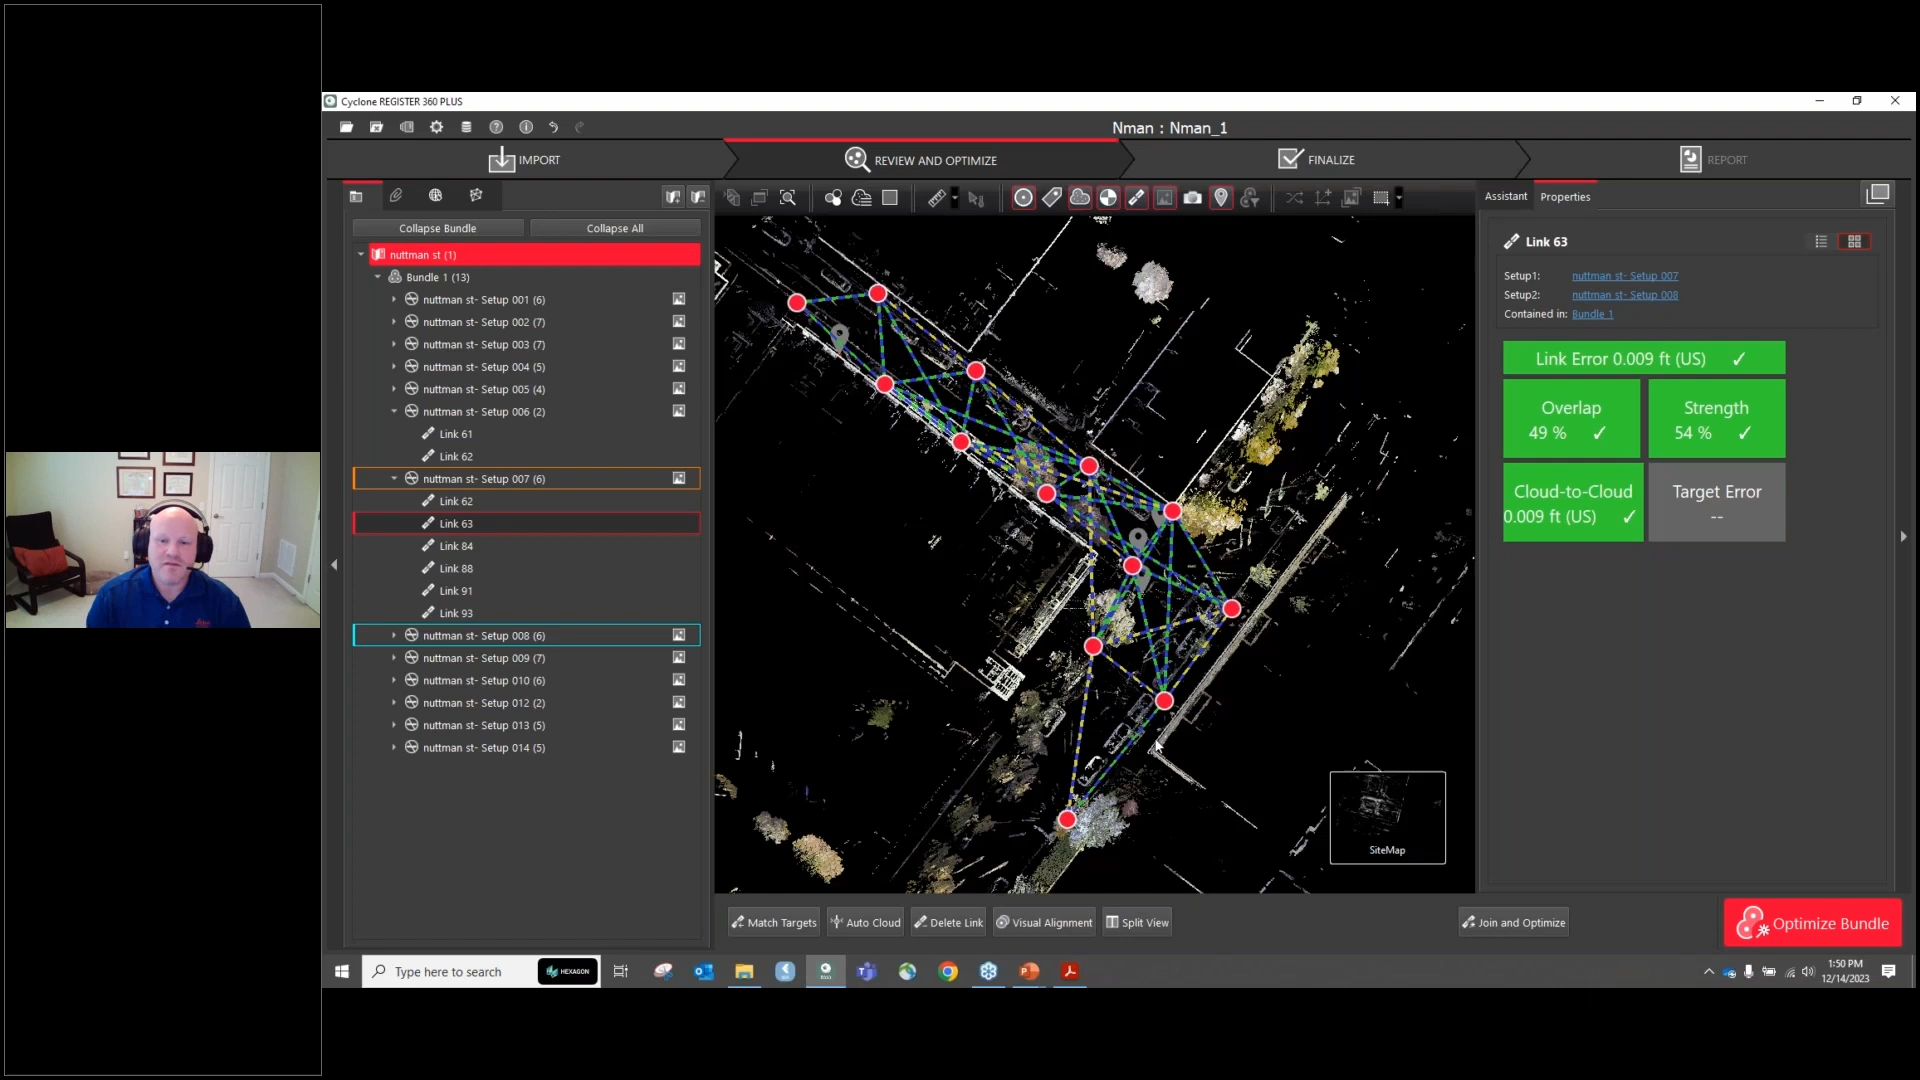 Cyclone REGISTER 360 PLUS
Nman : Nman_1
IMPORT
REVIEW AND OPTIMIZE
FINALIZE
REPORT
Collapse Bundle
Collapse All
nuttman st (1)
Bundle 1 (13)
nuttman st- Setup 001 (6)
nuttman st- Setup 002 (7)
nuttman st- Setup 003 (7)
nuttman st- Setup 004 (5)
nuttman st- Setup 005 (4)
nuttman st- Setup 006 (2)
Link 61
Link 62
nuttman st- Setup 007 (6)
Link 62
Link 63
Link 84
Link 88
Link 91
Link 93
nuttman st- Setup 008 (6)
nuttman st- Setup 009 (7)
nuttman st- Setup 010 (6)
nuttman st- Setup 012 (2)
nuttman st- Setup 013 (5)
nuttman st- Setup 014 (5)
SiteMap
Assistant
Properties
Link 63
Setup1: nuttman st- Setup 007
Setup2: nuttman st- Setup 008
Contained in: Bundle 1
Link Error 0.009 ft (US) ✓
Overlap
49 % ✓
Strength
54 % ✓
Cloud-to-Cloud
0.009 ft (US) ✓
Target Error
--
Match Targets
Auto Cloud
Delete Link
Visual Alignment
Split View
Join and Optimize
Optimize Bundle
Type here to search
HEXAGON
1:50 PM
12/14/2023